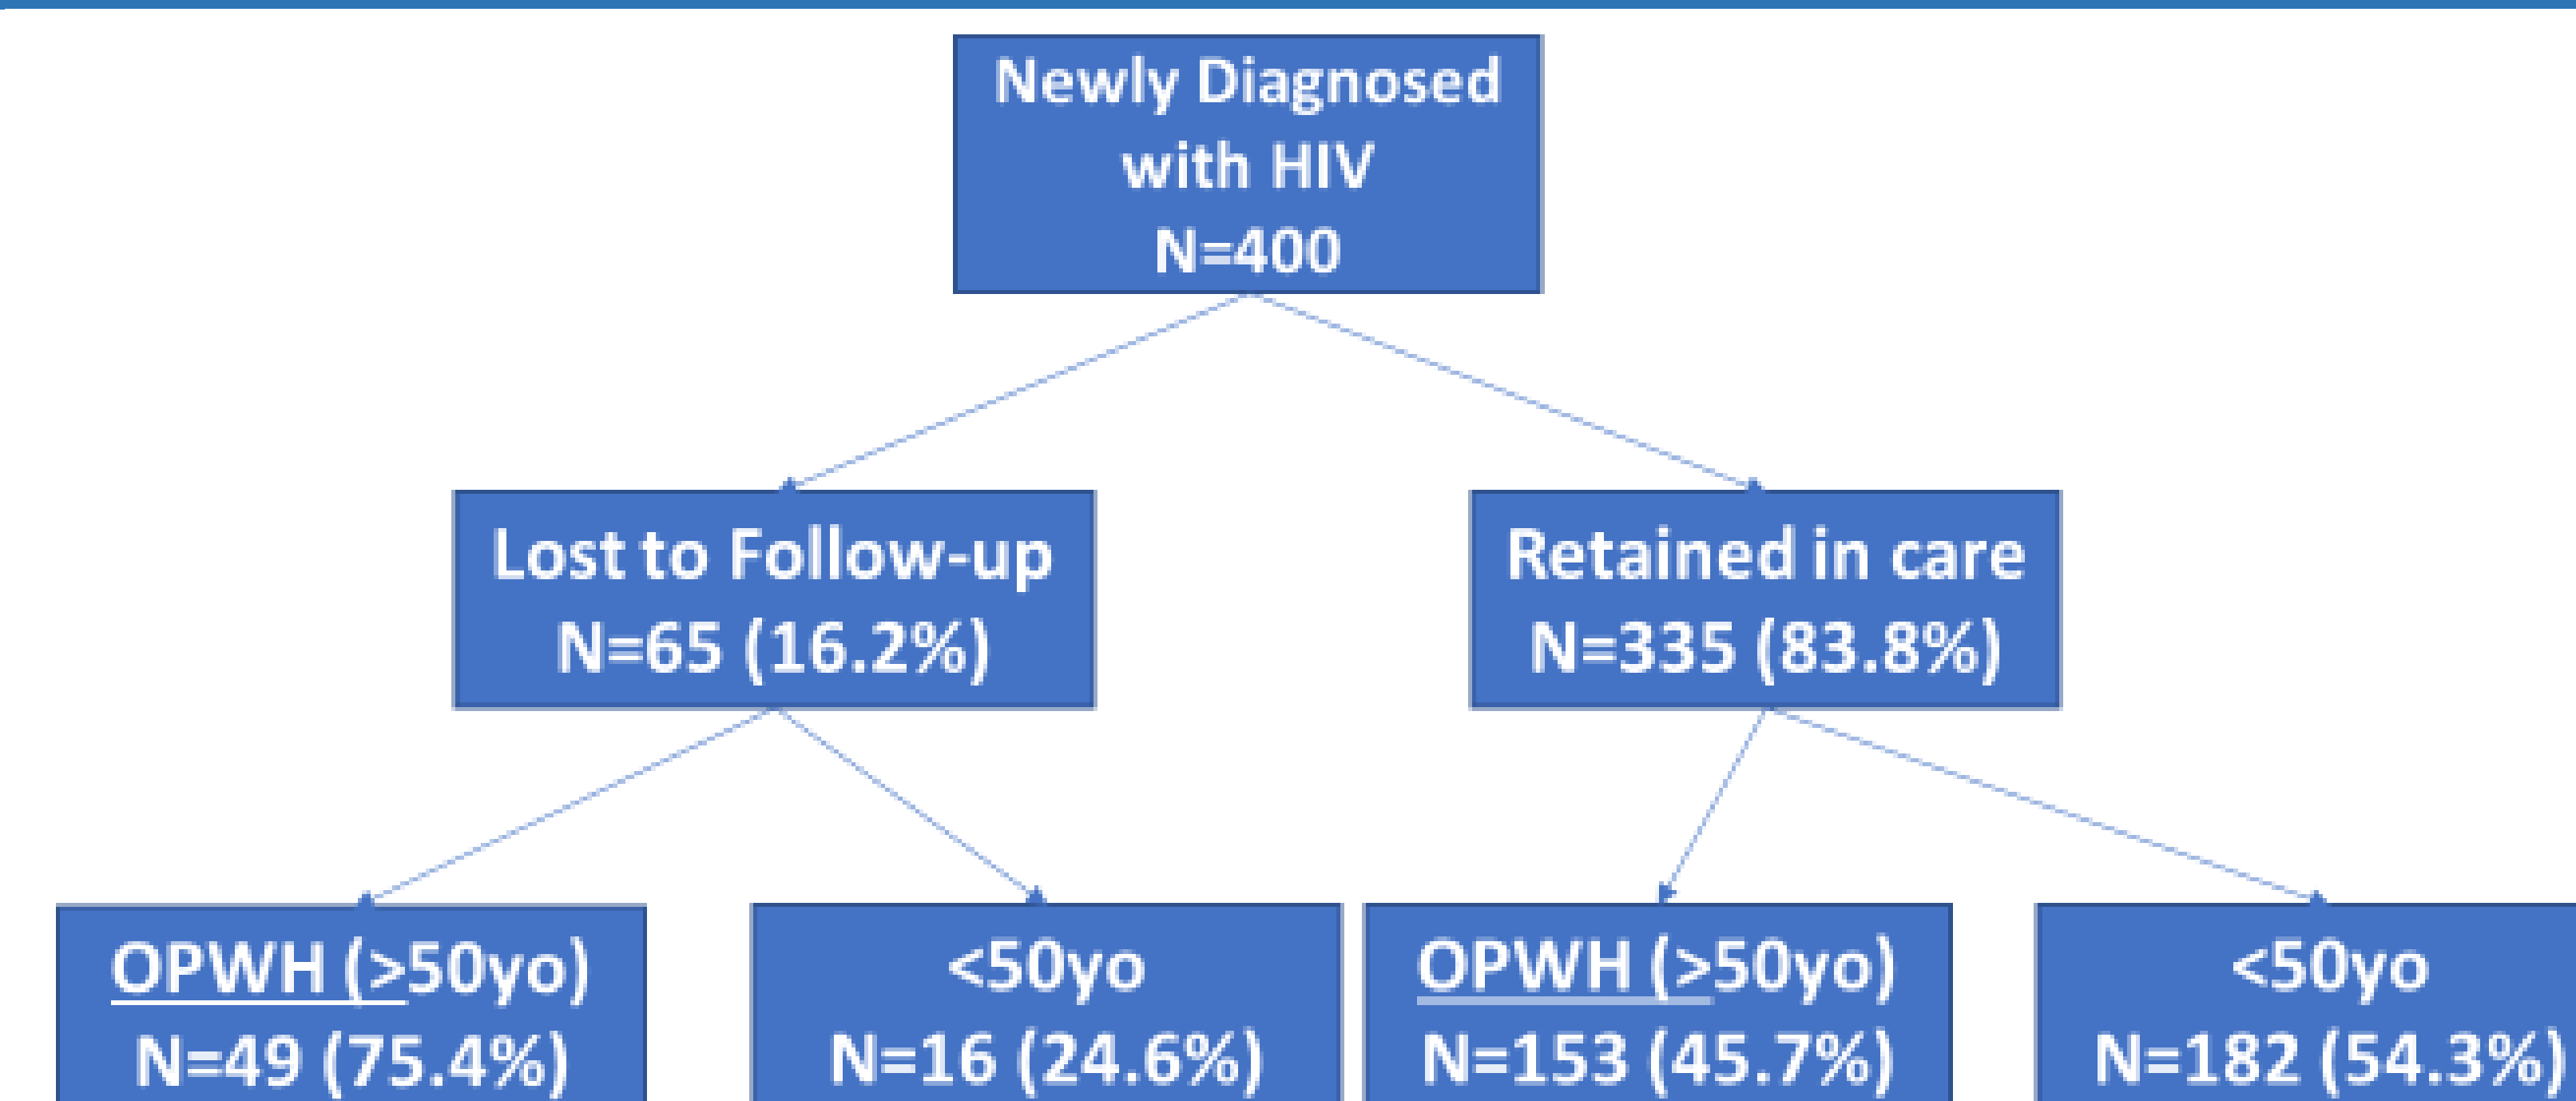 Newly Diagnosed
with HIV
N=400
Lost to Follow-up
N=65 (16.2%)
Retained in care
N=335 (83.8%)
OPWH (>50yo)
N=49 (75.4%)
<50yo
N=16 (24.6%)
OPWH (>50yo)
N=153 (45.7%)
<50yo
N=182 (54.3%)